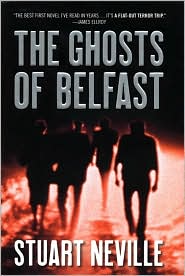 "THE BEST FIRST NOVEL I'VE READ IN YEARS . . . IT'S A FLAT-OUT TERROR TRIP."
—JAMES ELLROY
THE GHOSTS
OF BELFAST
STUART NEVILLE